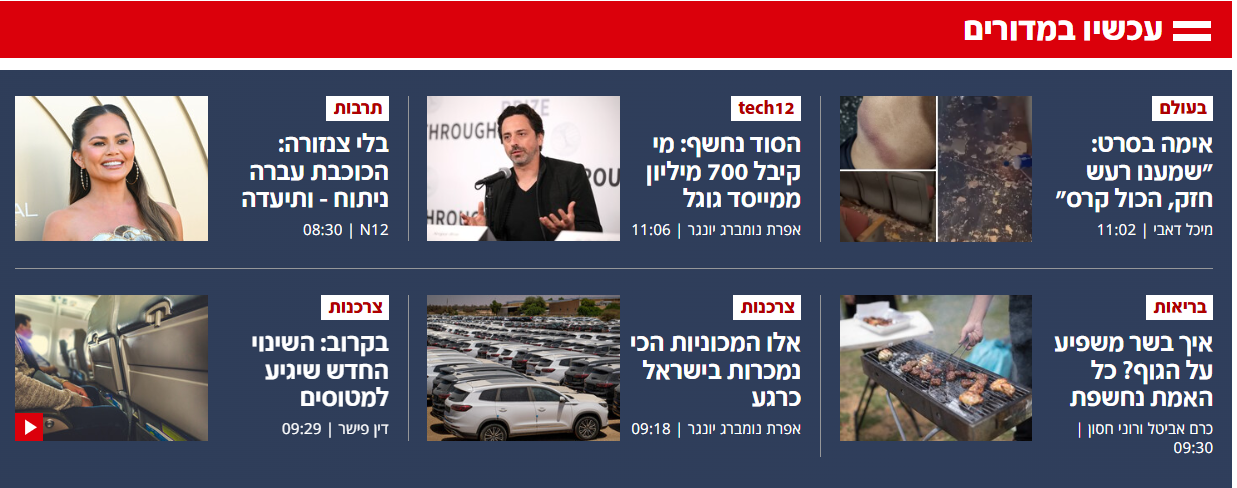 עכשיו במדורים
בעולם
אימה בסרט:
"שמענו רעש
חזק, הכול קרס"
מיכל דאבי | 11:02
tech12
הסוד נחשף: מי
קיבל 700 מיליון
ממייסד גוגל
אפרת נומברג יונגר | 11:06
תרבות
בלי צנזורה:
הכוכבת עברה
ניתוח - ותיעדה
N12 | 08:30
בריאות
איך בשר משפיע
על הגוף? כל
האמת נחשפת
כרם אביטל ורוני חסון |
09:30
צרכנות
אלו המכוניות הכי
נמכרות בישראל
כרגע
אפרת נומברג יונגר | 09:18
צרכנות
בקרוב: השינוי
החדש שיגיע
למטוסים
דין פישר | 09:29